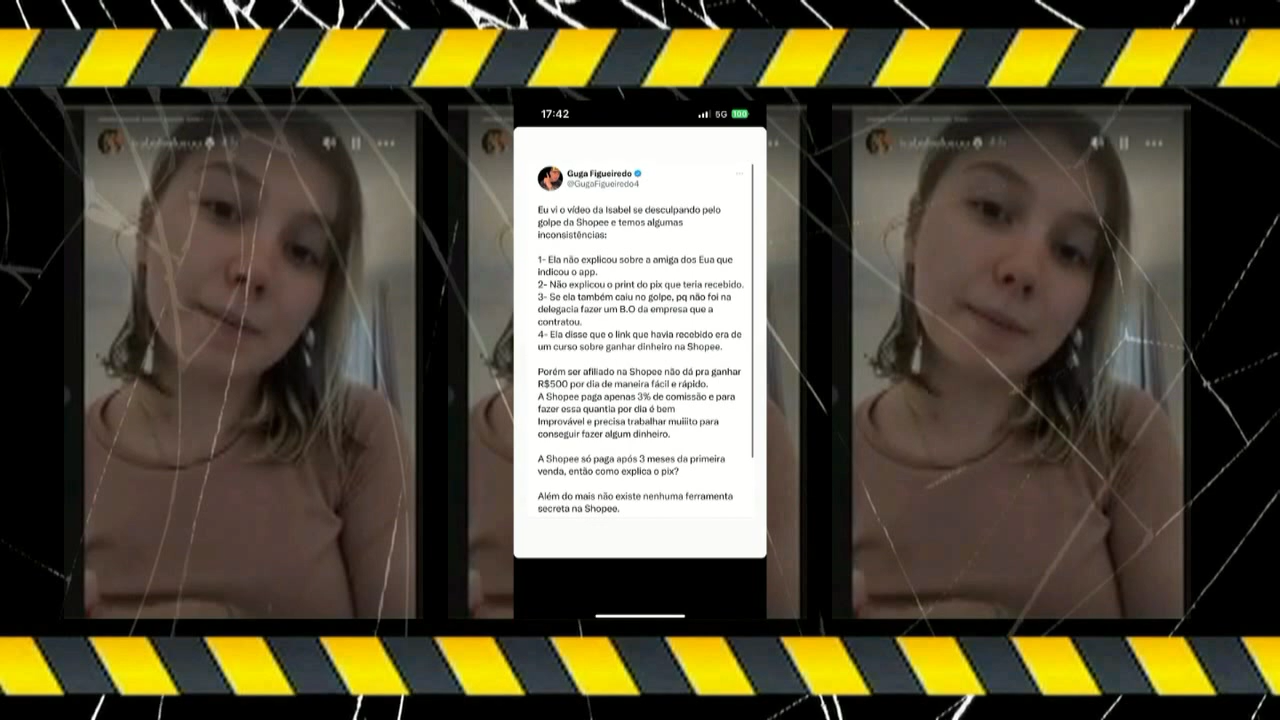 17:42
5G 100
Guga Figueiredo
@GugaFigueiredo4
Eu vi o vídeo da Isabel se desculpando pelo
golpe da Shopee e temos algumas
inconsistências:
1- Ela não explicou sobre a amiga dos Eua que
indicou o app.
2- Não explicou o print do pix que teria recebido.
3- Se ela também caiu no golpe, pq não foi na
delegacia fazer um B.O da empresa que a
contratou.
4- Ela disse que o link que havia recebido era de
um curso sobre ganhar dinheiro na Shopee.
Porém ser afiliado na Shopee não dá pra ganhar
R$500 por dia de maneira fácil e rápido.
A Shopee paga apenas 3% de comissão e para
fazer essa quantia por dia é bem
Improvável e precisa trabalhar muiiito para
conseguir fazer algum dinheiro.
A Shopee só paga após 3 meses da primeira
venda, então como explica o pix?
Além do mais não existe nenhuma ferramenta
secreta na Shopee.